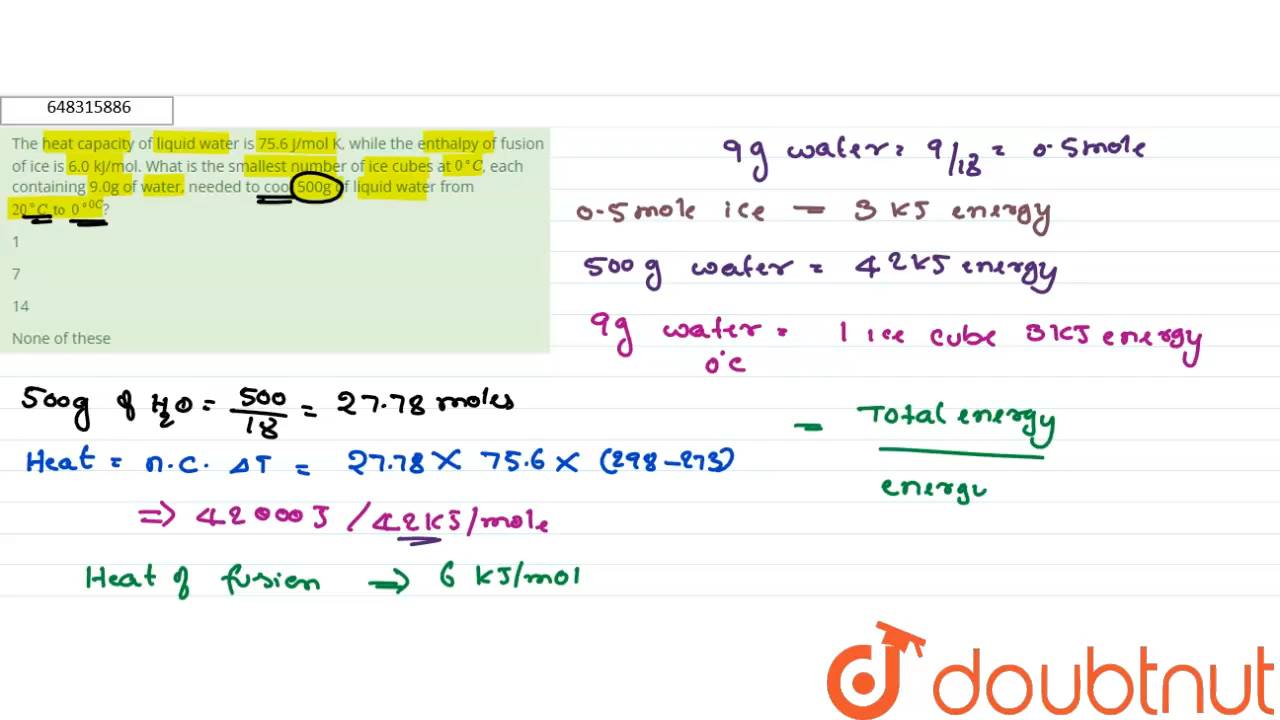 648315886
The heat capacity of liquid water is 75.6 J/mol K, while the enthalpy of fusion
of ice is 6.0 kJ/mol. What is the smallest number of ice cubes at 0°C, each
containing 9.0g of water, needed to coo 500g f liquid water from
20°C to 0°0C?
1
7
14
None of these
500g of H2O = 500/18 = 27.78 moles
Heat = n.C. ΔT = 27.78 × 75.6 × (298-273)
⇒ 42000J / 42KJ/mole
Heat of fusion → 6 KJ/mol
9g water = 9/18 = 0.5mole
0.5mole ice — 3 KJ energy
500g water = 42KJ energy
9g water = 1 ice cube 3KJ energy
0°C
= Total energy
energy
doubtnut